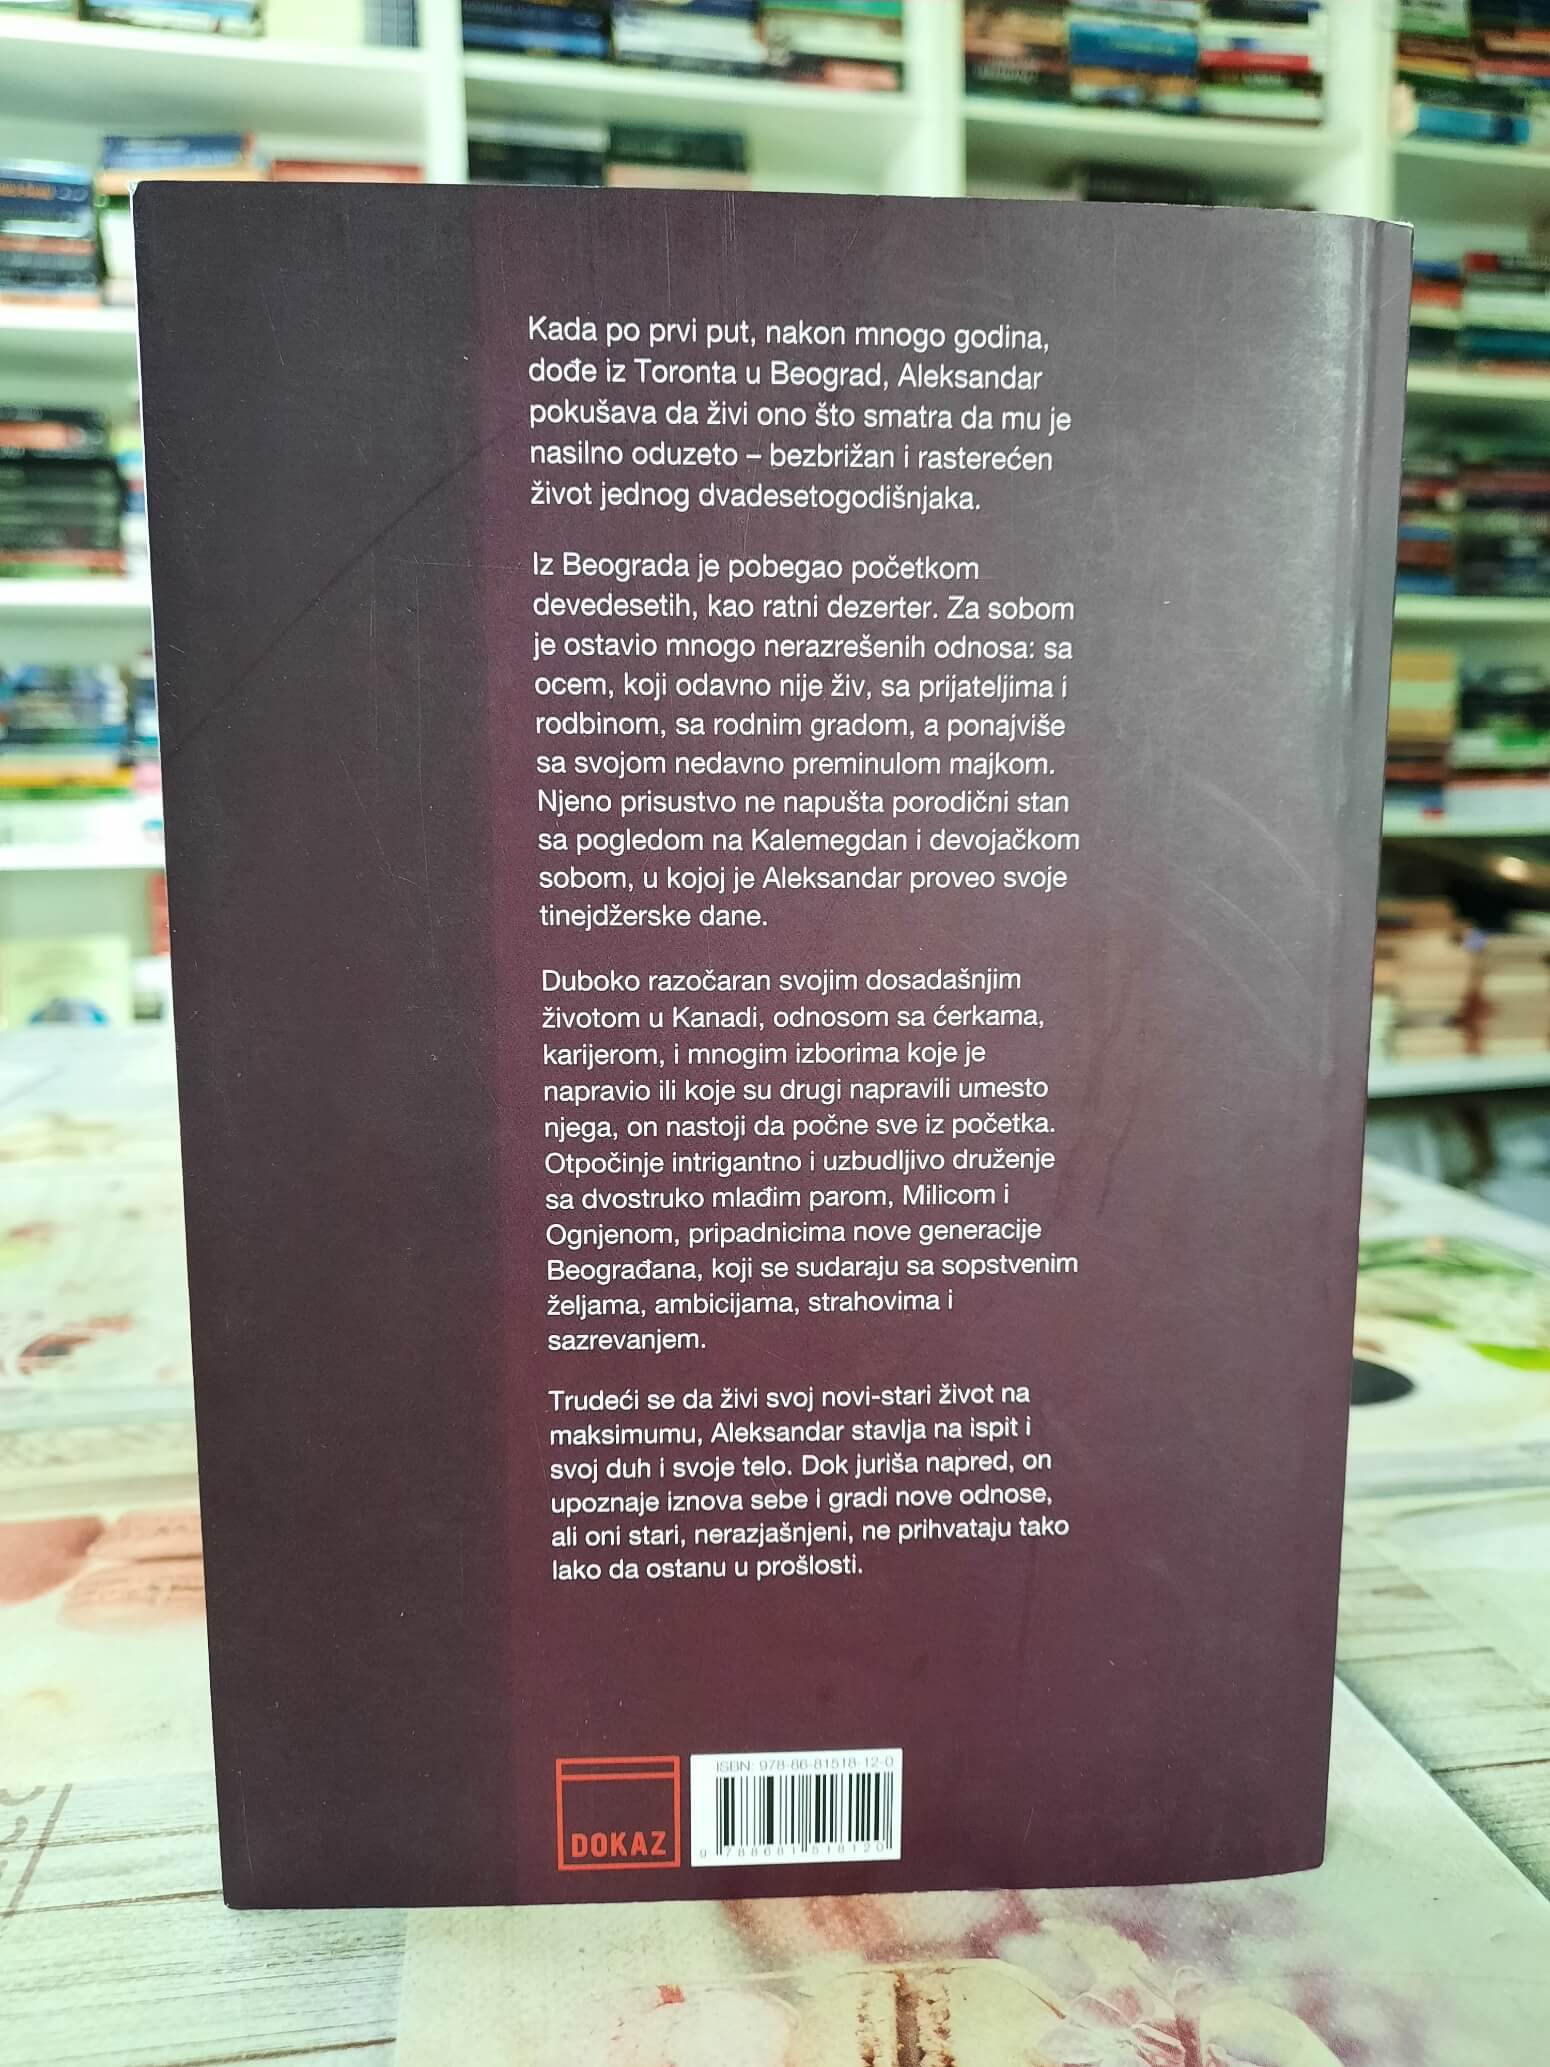 Kada po prvi put, nakon mnogo godina,
dođe iz Toronta u Beograd, Aleksandar
pokušava da živi ono što smatra da mu je
nasilno oduzeto – bezbrižan i rasterećen
život jednog dvadesetogodišnjaka.
Iz Beograda je pobegao početkom
devedesetih, kao ratni dezerter. Za sobom
je ostavio mnogo nerazrešenih odnosa: sa
ocem, koji odavno nije živ, sa prijateljima i
rodbinom, sa rodnim gradom, a ponajviše
sa svojom nedavno preminulom majkom.
Njeno prisustvo ne napušta porodični stan
sa pogledom na Kalemegdan i devojačkom
sobom, u kojoj je Aleksandar proveo svoje
tinejdžerske dane.
Duboko razočaran svojim dosadašnjim
životom u Kanadi, odnosom sa ćerkama,
karijerom, i mnogim izborima koje je
napravio ili koje su drugi napravili umesto
njega, on nastoji da počne sve iz početka.
Otpočinje intrigantno i uzbudljivo druženje
sa dvostruko mlađim parom, Milicom i
Ognjenom, pripadnicima nove generacije
Beograđana, koji se sudaraju sa sopstvenim
željama, ambicijama, strahovima i
sazrevanjem.
Trudeći se da živi svoj novi-stari život na
maksimumu, Aleksandar stavlja na ispit i
svoj duh i svoje telo. Dok juriša napred, on
upoznaje iznova sebe i gradi nove odnose,
ali oni stari, nerazjašnjeni, ne prihvataju tako
lako da ostanu u prošlosti.
DOKAZ
ISBN: 978-86-81518-12-0
9 788681 518120